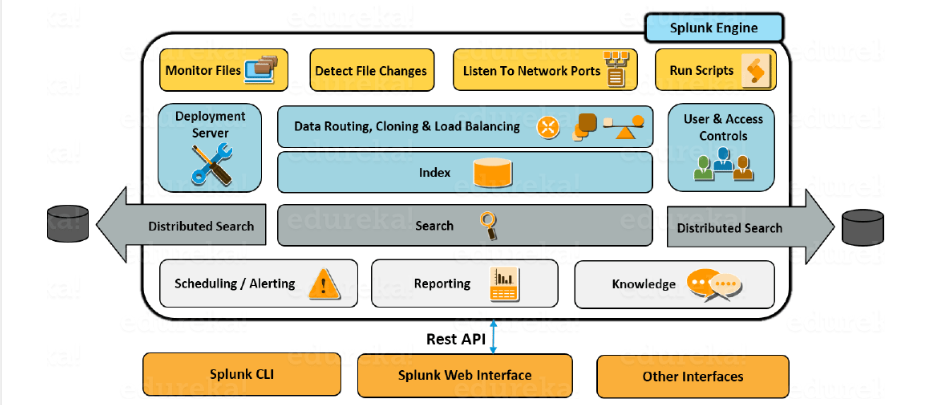 Splunk Engine
Monitor Files
Detect File Changes
Listen To Network Ports
Run Scripts
Deployment
Server
Data Routing, Cloning & Load Balancing
User & Access
Controls
Index
Distributed Search
Search
Distributed Search
Scheduling / Alerting
Reporting
Knowledge
Rest API
Splunk CLI
Splunk Web Interface
Other Interfaces
edureka!